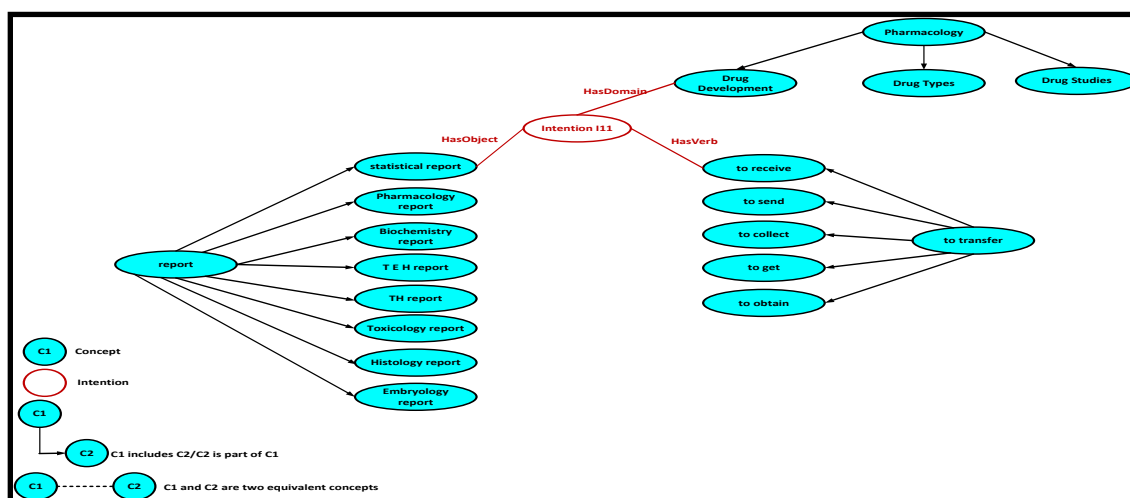 Pharmacology
Drug
Development
Drug Types
Drug Studies
HasDomain
Intention I11
HasObject
HasVerb
statistical report
Pharmacology
report
Biochemistry
report
T E H report
TH report
Toxicology report
Histology report
Embryology
report
report
to receive
to send
to collect
to get
to obtain
to transfer
C1 Concept
Intention
C1
C2 C1 includes C2/C2 is part of C1
C1 C2 C1 and C2 are two equivalent concepts